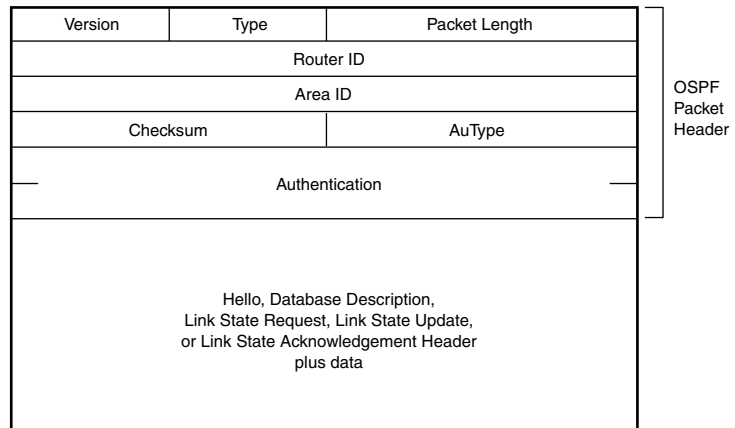 Version Type Packet Length
Router ID
Area ID
Checksum AuType
Authentication
OSPF
Packet
Header
Hello, Database Description,
Link State Request, Link State Update,
or Link State Acknowledgement Header
plus data